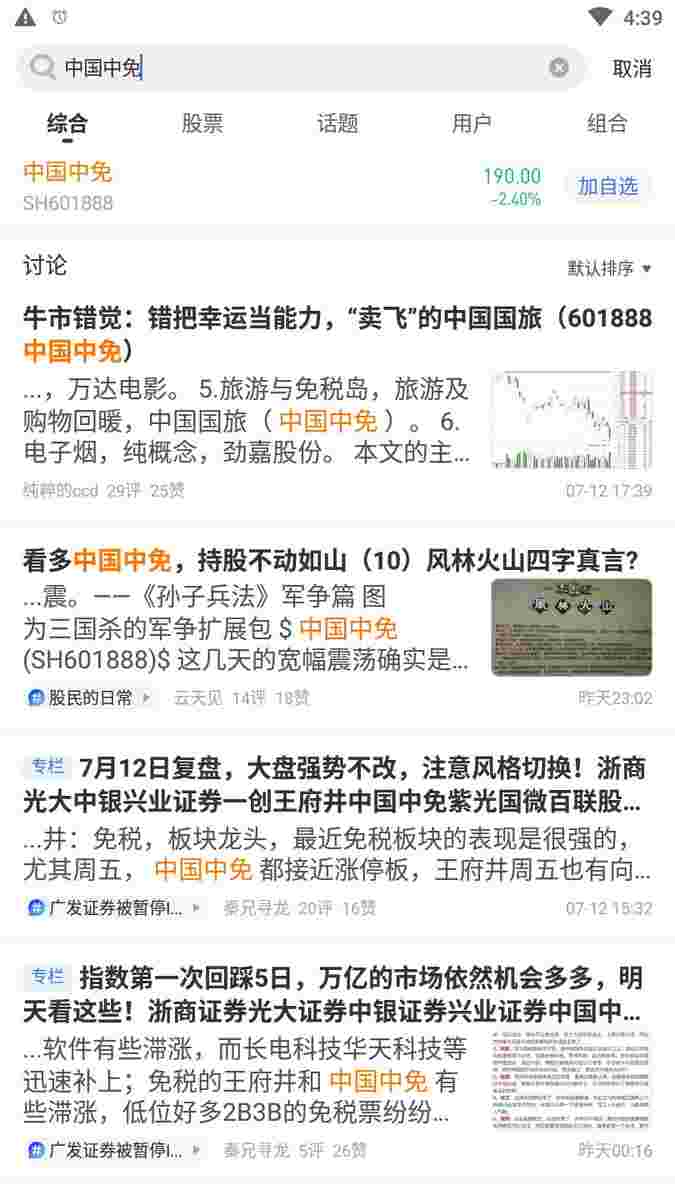 4:39
中国中免
取消
综合 股票 话题 用户 组合
中国中免 190.00 加自选
SH601888 -2.40%
讨论 默认排序
牛市错觉：错把幸运当能力，“卖飞”的中国国旅（601888
中国中免）
...，万达电影。 5.旅游与免税岛，旅游及
购物回暖，中国国旅（ 中国中免 ）。 6.
电子烟，纯概念，劲嘉股份。 本文的主...
纯粹的ccd 29评 25赞 07-12 17:39
看多中国中免，持股不动如山（10）风林火山四字真言？
...震。——《孙子兵法》军争篇 图
为三国杀的军争扩展包 $ 中国中免
(SH601888)$ 这几天的宽幅震荡确实是...
风 林 火 山
股民的日常 云天见 14评 18赞 昨天23:02
专栏 7月12日复盘，大盘强势不改，注意风格切换！浙商
光大中银兴业证券一创王府井中国中免紫光国微百联股...
...井：免税，板块龙头，最近免税板块的表现是很强的，
尤其周五， 中国中免 都接近涨停板，王府井周五也有向...
广发证券被暂停I... 秦兄寻龙 20评 16赞 07-12 15:32
专栏 指数第一次回踩5日，万亿的市场依然机会多多，明
天看这些！浙商证券光大证券中银证券兴业证券中国中...
...软件有些滞涨，而长电科技华天科技等
迅速补上；免税的王府井和 中国中免 有
些滞涨，低位好多2B3B的免税票纷纷...
广发证券被暂停I... 秦兄寻龙 5评 26赞 昨天00:16